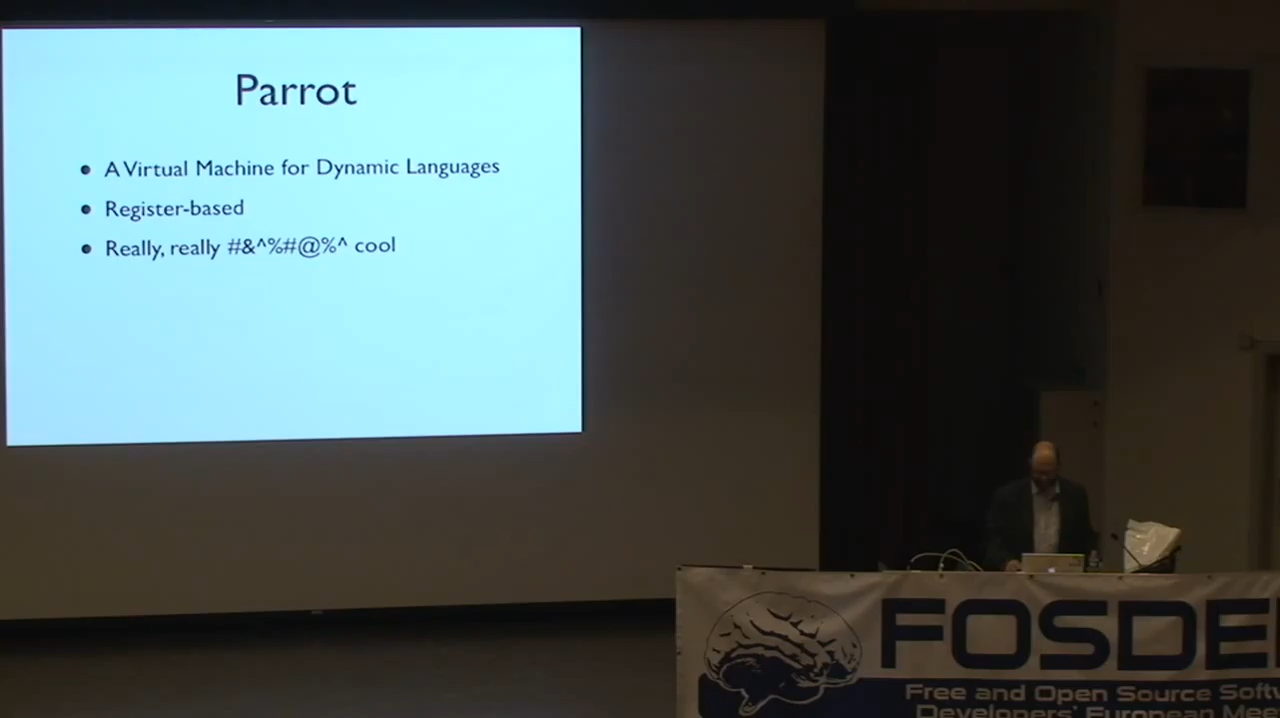 Parrot
A Virtual Machine for Dynamic Languages
Register-based
Really, really #&^%#@%^ cool
FOSDE
Free and Open Source Softw
Developers' European Mee